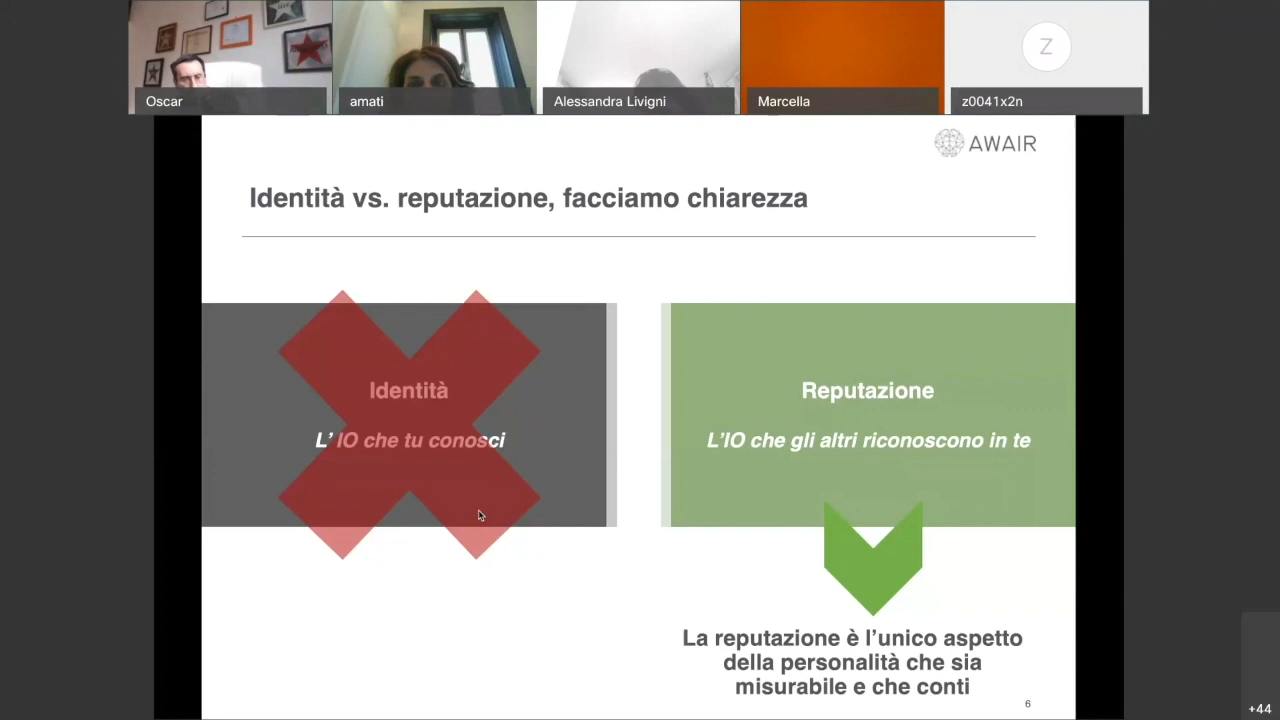 Oscar
amati
Alessandra Livigni
Marcella
Z
z0041x2n
AWAIR
Identità vs. reputazione, facciamo chiarezza
Identità
L' IO che tu conosci
Reputazione
L'IO che gli altri riconoscono in te
La reputazione è l'unico aspetto
della personalità che sia
misurabile e che conti
6
+44